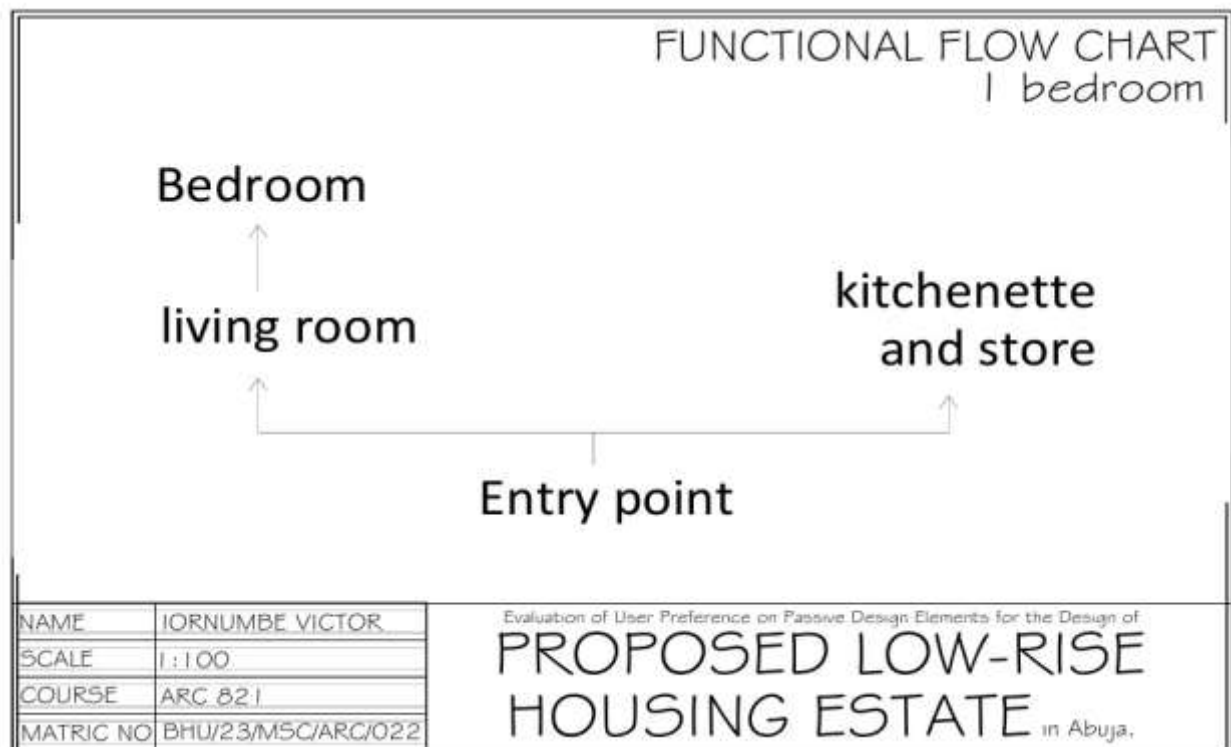 FUNCTIONAL FLOW CHART
1 bedroom
Bedroom
living room
kitchenette
and store
Entry point
NAME IORNUMBE VICTOR
SCALE 1:100
COURSE ARC 821
MATRIC NO BHU/23/MSC/ARC/022
Evaluation of User Preference on Passive Design Elements for the Design of
PROPOSED LOW-RISE
HOUSING ESTATE in Abuja.